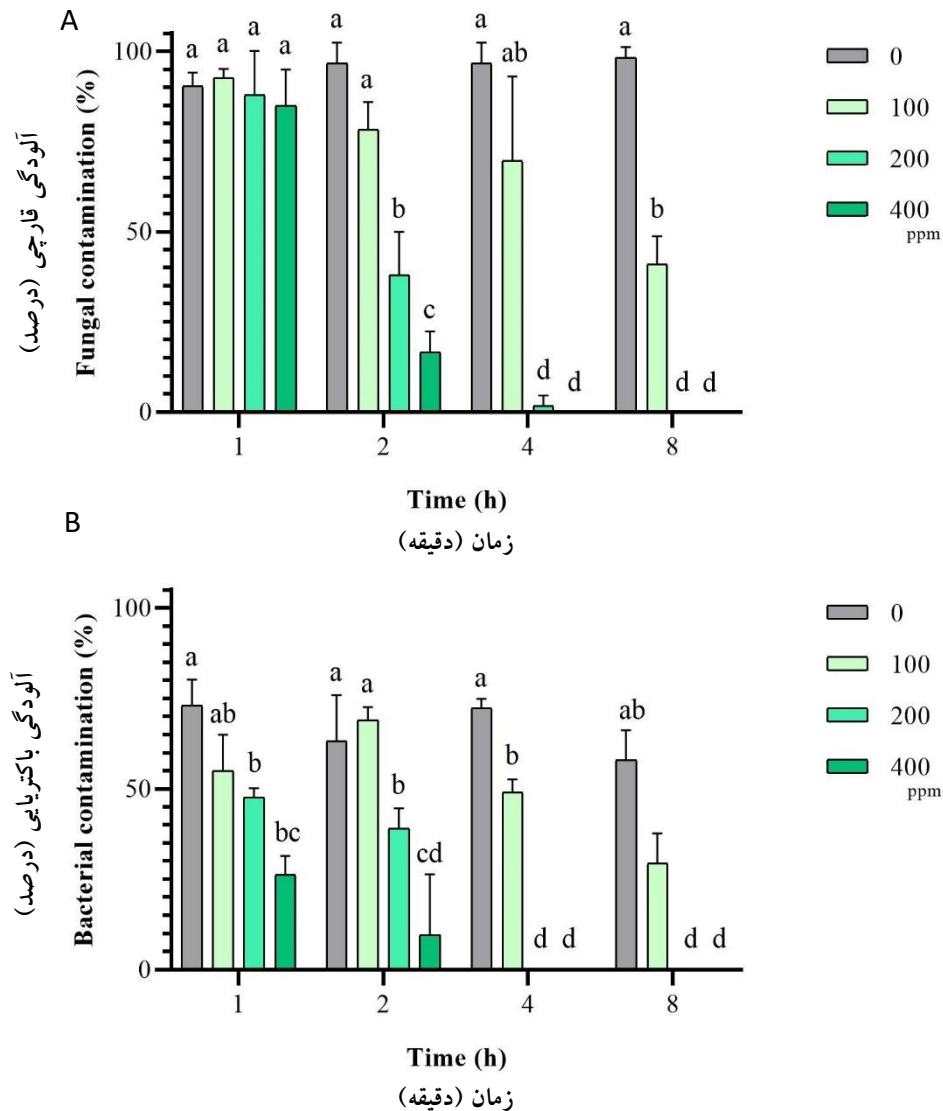 A
a a a a a a b c a ab d d a b d d
100
50
0
Fungal contamination (%)
آلودگی قارچی (درصد)
1 2 4 8
Time (h)
زمان (دقیقه)
0
100
200
400
ppm
B
a ab b bc a a b cd a b d d ab d d
100
50
0
Bacterial contamination (%)
آلودگی باکتریایی (درصد)
1 2 4 8
Time (h)
زمان (دقیقه)
0
100
200
400
ppm